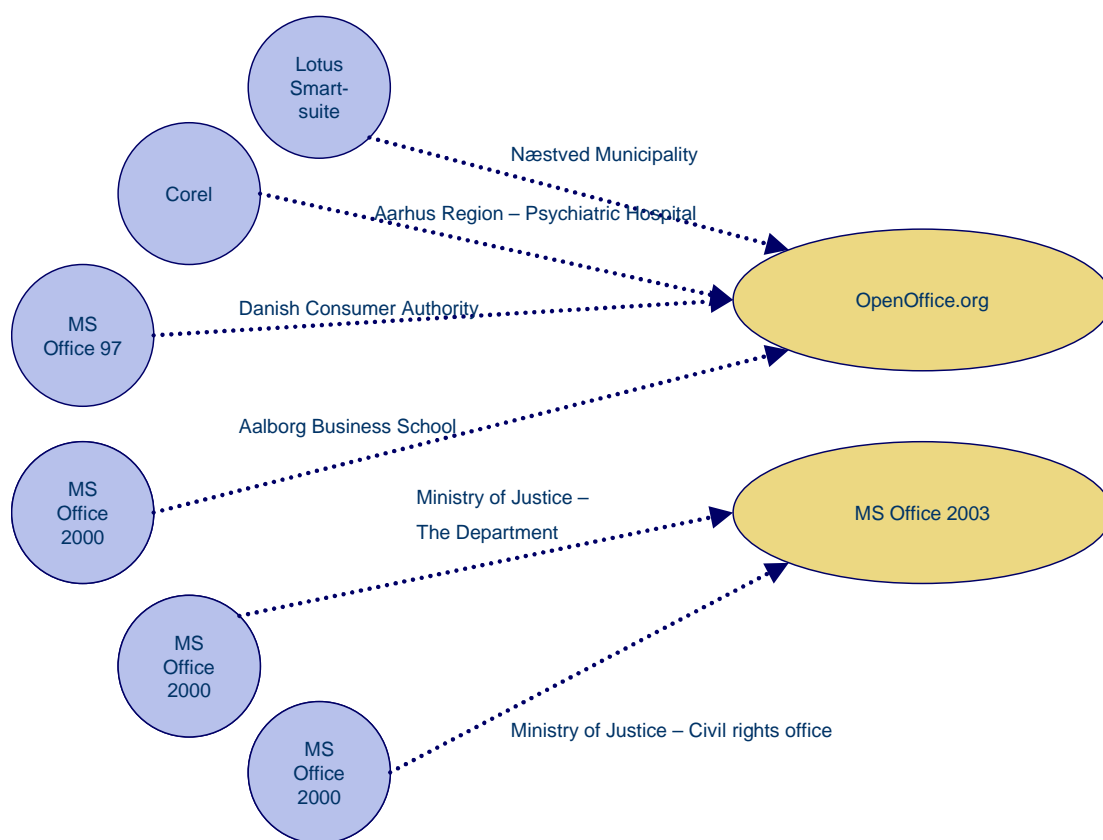 Lotus
Smart-
suite
Næstved Municipality
Corel
Aarhus Region – Psychiatric Hospital
OpenOffice.org
Danish Consumer Authority
MS
Office 97
Aalborg Business School
MS
Office
2000
Ministry of Justice –
The Department
MS Office 2003
MS
Office
2000
Ministry of Justice – Civil rights office
MS
Office
2000